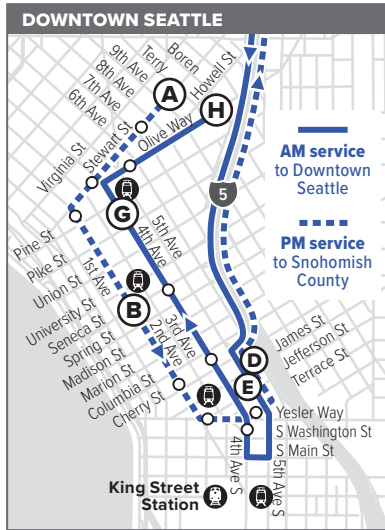 DOWNTOWN SEATTLE
9th Ave
Terry
Boren
8th Ave
7th Ave
6th Ave
Howell St
A
H
Stewart St
Olive Way
Virginia St
AM service
to Downtown
Seattle
5
G
PM service
to Snohomish
County
5th Ave
4th Ave
Pine St
Pike St
1st Ave
Union St
B
University St
Seneca St
Spring St
Madison St
Marion St
Columbia St
Cherry St
3rd Ave
2nd Ave
James St
Jefferson St
Terrace St
D
E
Yesler Way
S Washington St
S Main St
4th Ave S
5th Ave S
King Street
Station